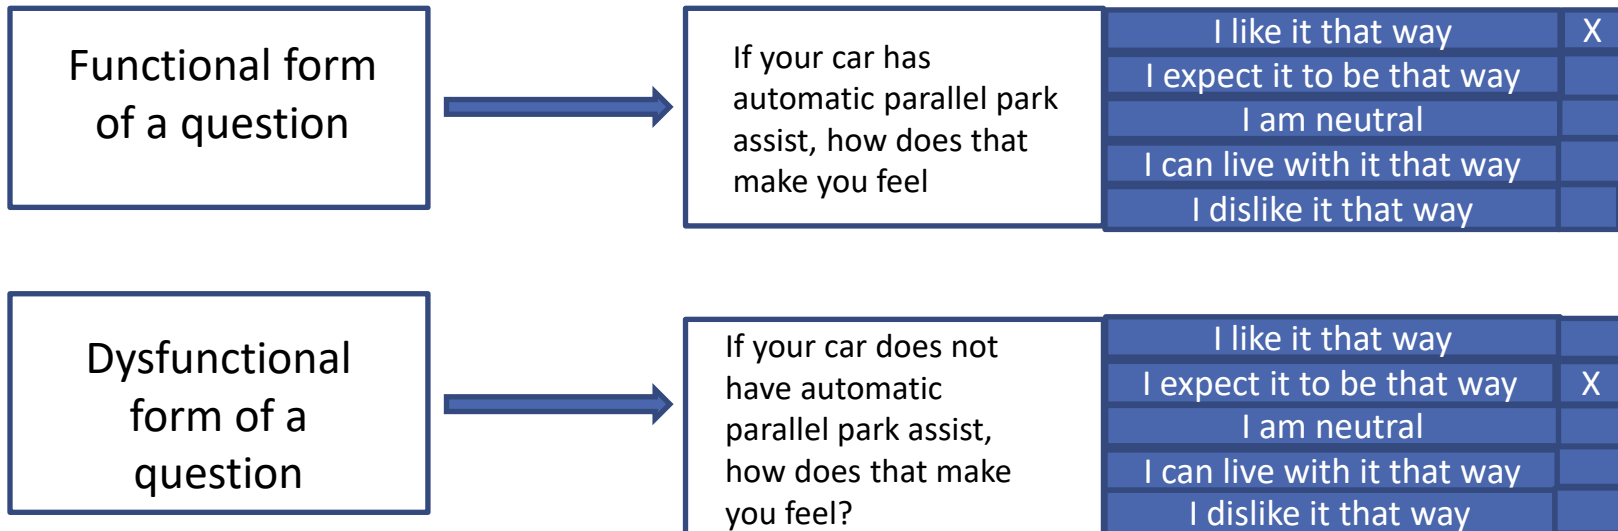 Functional form
of a question
If your car has
automatic parallel park
assist, how does that
make you feel
I like it that way X
I expect it to be that way
I am neutral
I can live with it that way
I dislike it that way
Dysfunctional
form of a
question
If your car does not
have automatic
parallel park assist,
how does that make
you feel?
I like it that way
I expect it to be that way X
I am neutral
I can live with it that way
I dislike it that way